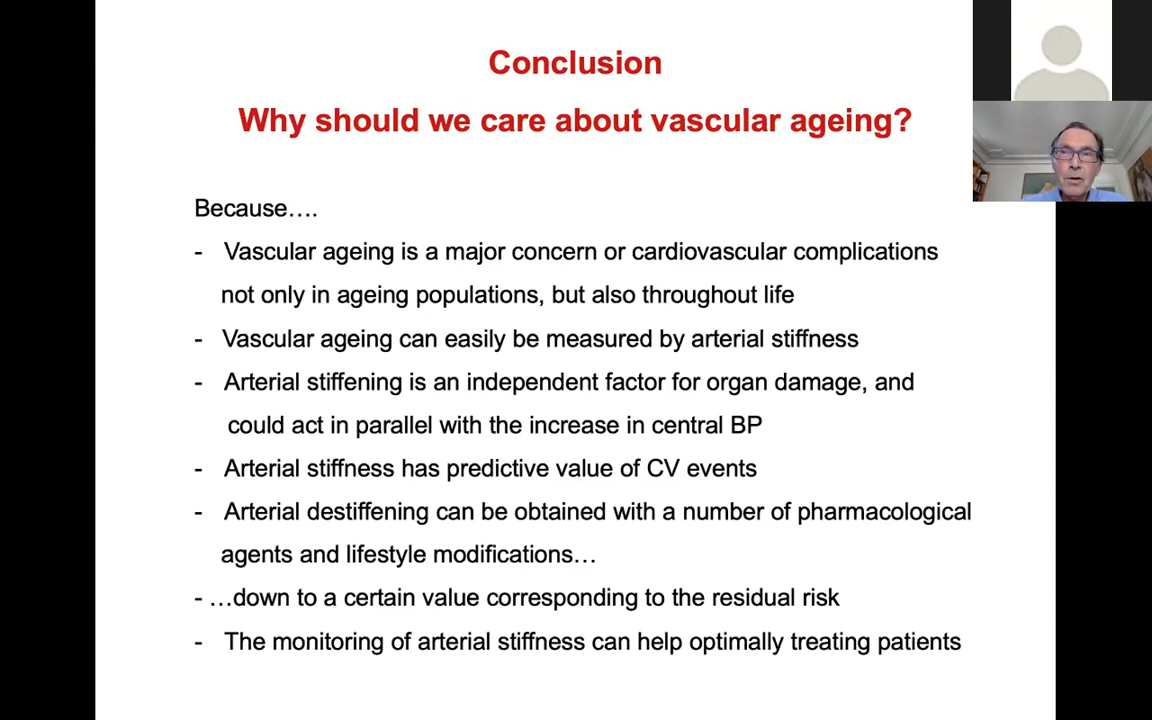 Conclusion
Why should we care about vascular ageing?
Because….
- Vascular ageing is a major concern or cardiovascular complications
not only in ageing populations, but also throughout life
- Vascular ageing can easily be measured by arterial stiffness
- Arterial stiffening is an independent factor for organ damage, and
could act in parallel with the increase in central BP
- Arterial stiffness has predictive value of CV events
- Arterial destiffening can be obtained with a number of pharmacological
agents and lifestyle modifications…
- …down to a certain value corresponding to the residual risk
- The monitoring of arterial stiffness can help optimally treating patients